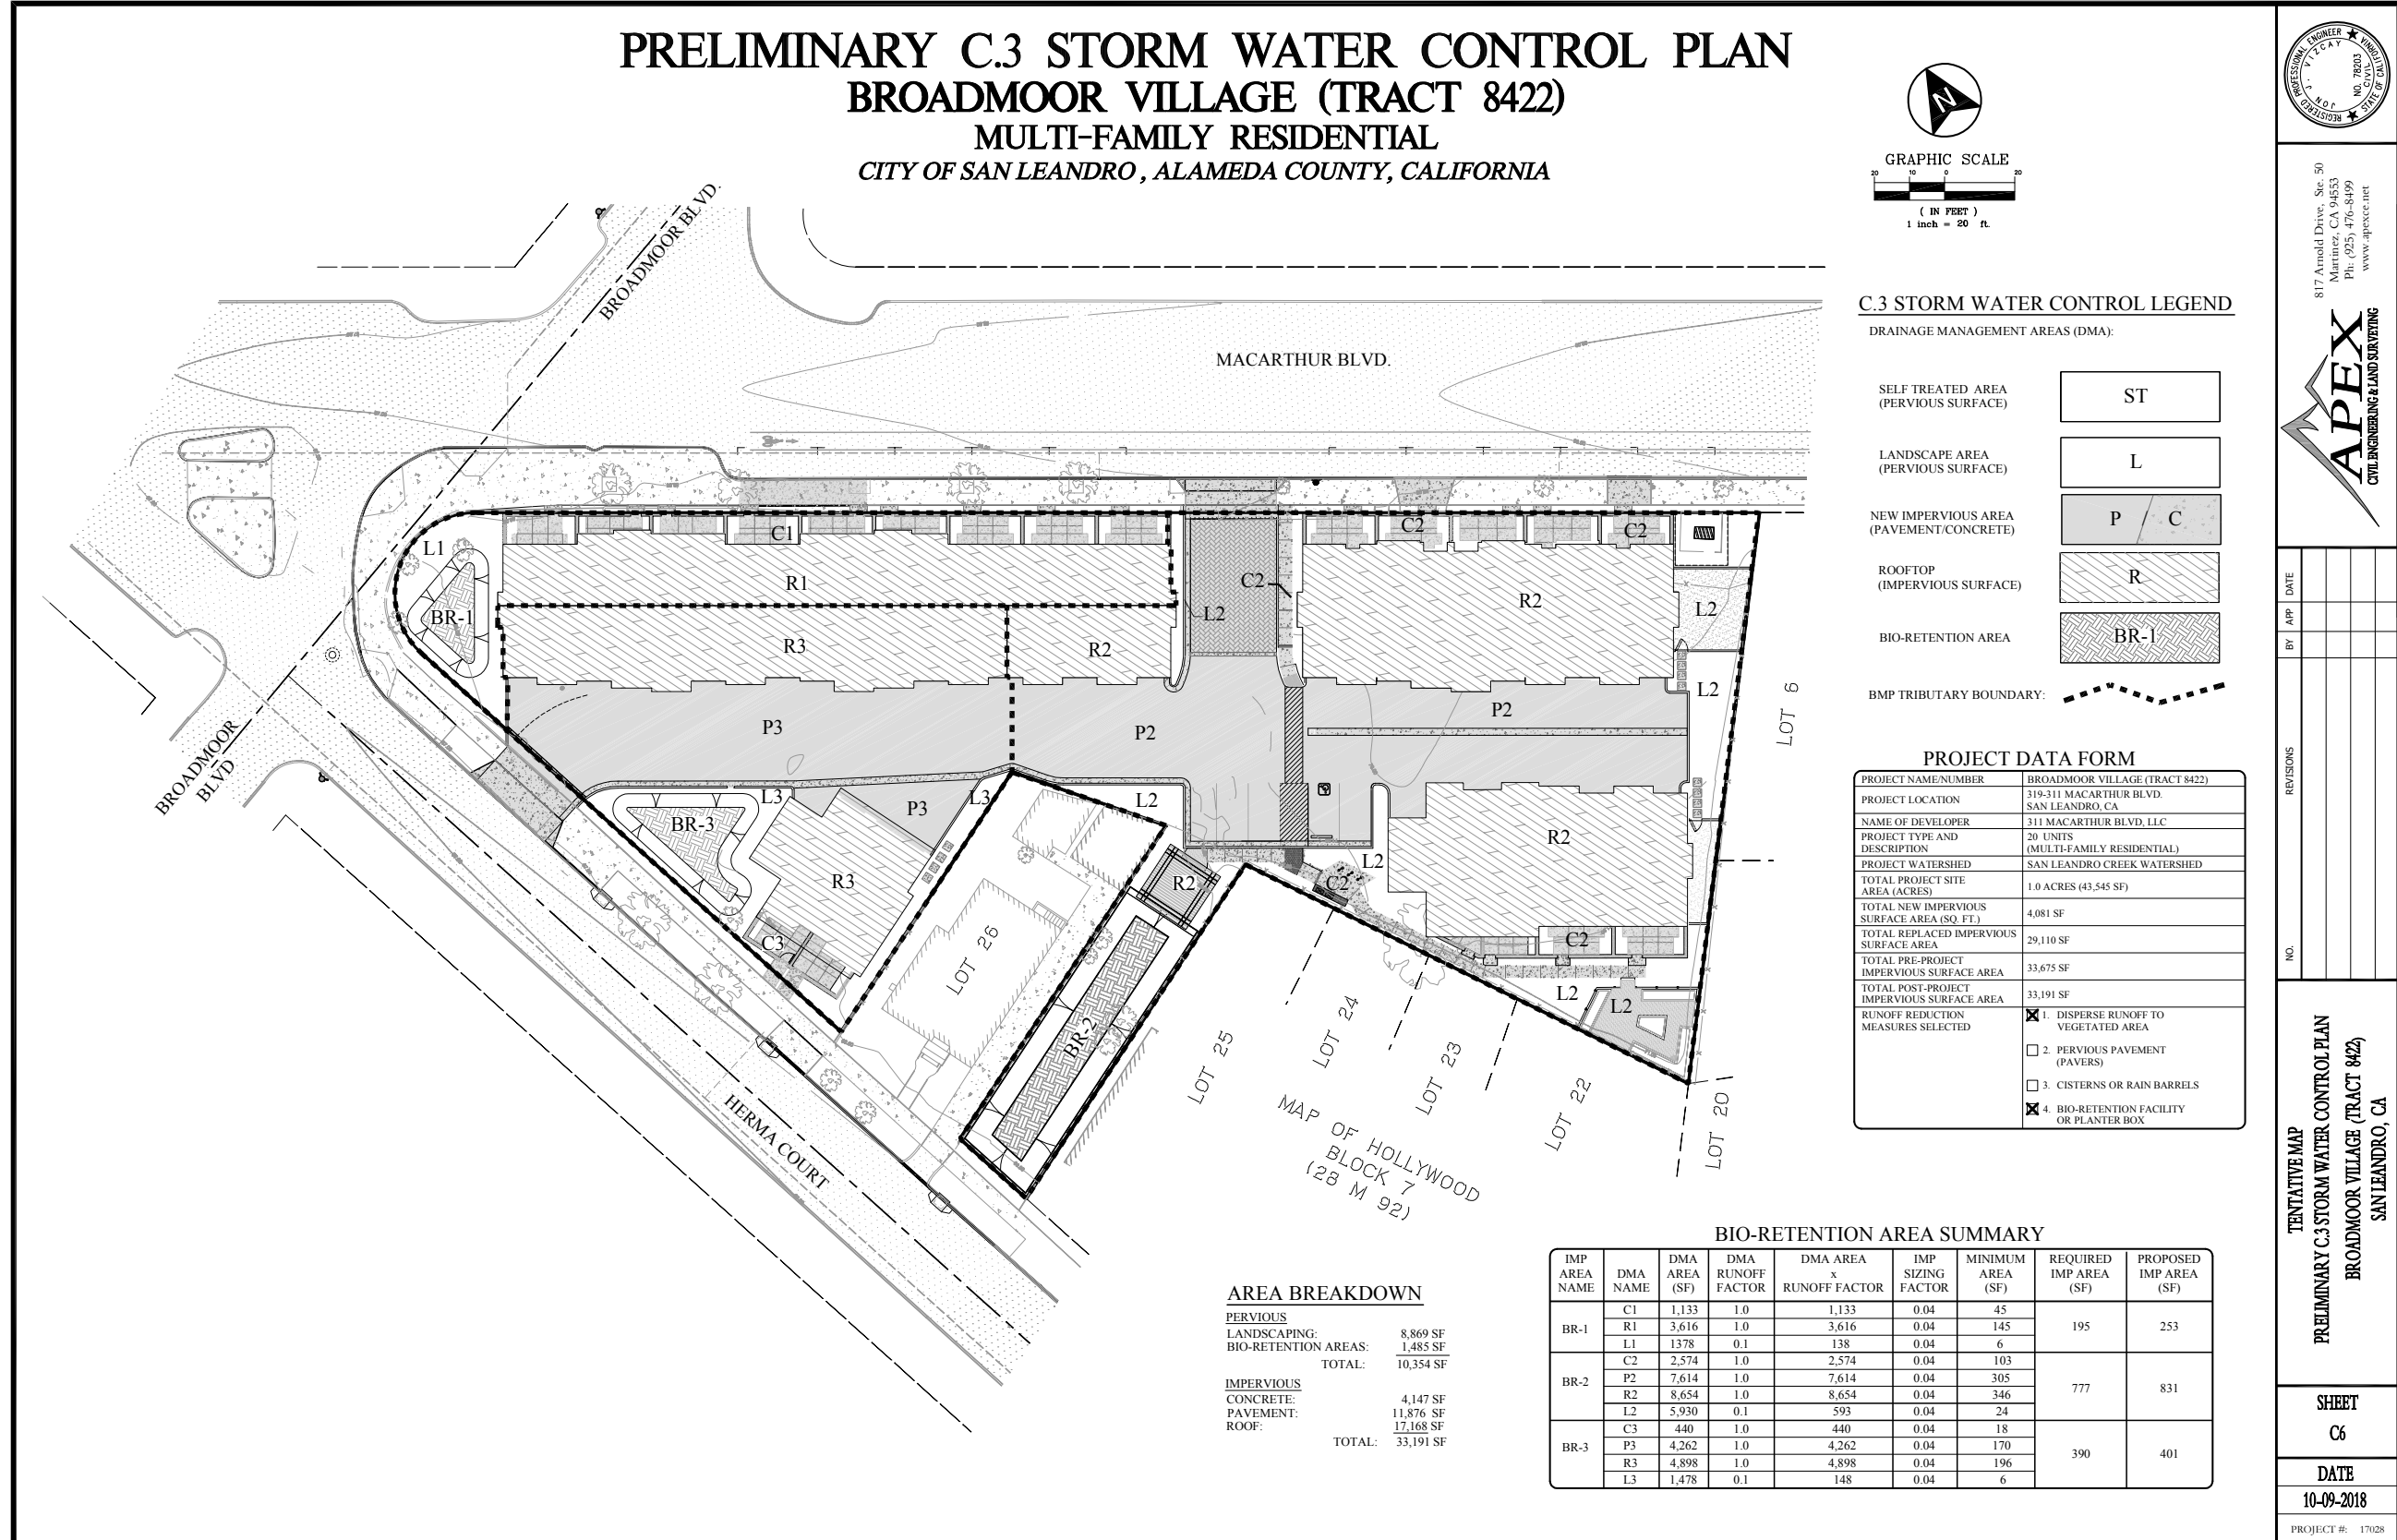 PRELIMINARY C.3 STORM WATER CONTROL PLAN
BROADMOOR VILLAGE (TRACT 8422)
MULTI-FAMILY RESIDENTIAL
CITY OF SAN LEANDRO , ALAMEDA COUNTY, CALIFORNIA
N
GRAPHIC SCALE
20 10 0 20
( IN FEET )
1 inch = 20 ft.
BROADMOOR BLVD.
MACARTHUR BLVD.
BROADMOOR
BLVD
HERMA COURT
L1
C1
C2
C2
BR-1
R1
C2
R2
L2
L2
R3
R2
L2
P3
P2
P2
LOT 6
L3
P3
L3
L2
BR-3
R2
L2
R3
R2
C2
C3
C2
LOT 26
L2
L2
BR-2
LOT 25
LOT 24
LOT 23
LOT 22
LOT 20
MAP OF HOLLYWOOD
BLOCK 7
(28 M 92)
C.3 STORM WATER CONTROL LEGEND
DRAINAGE MANAGEMENT AREAS (DMA):
SELF TREATED AREA
(PERVIOUS SURFACE)
ST
LANDSCAPE AREA
(PERVIOUS SURFACE)
L
NEW IMPERVIOUS AREA
(PAVEMENT/CONCRETE)
P / C
ROOFTOP
(IMPERVIOUS SURFACE)
R
BIO-RETENTION AREA
BR-1
BMP TRIBUTARY BOUNDARY:
PROJECT DATA FORM
PROJECT NAME/NUMBER BROADMOOR VILLAGE (TRACT 8422)
PROJECT LOCATION 319-311 MACARTHUR BLVD.
SAN LEANDRO, CA
NAME OF DEVELOPER 311 MACARTHUR BLVD, LLC
PROJECT TYPE AND
DESCRIPTION
20 UNITS
(MULTI-FAMILY RESIDENTIAL)
PROJECT WATERSHED SAN LEANDRO CREEK WATERSHED
TOTAL PROJECT SITE
AREA (ACRES)
1.0 ACRES (43,545 SF)
TOTAL NEW IMPERVIOUS
SURFACE AREA (SQ. FT.)
4,081 SF
TOTAL REPLACED IMPERVIOUS
SURFACE AREA
29,110 SF
TOTAL PRE-PROJECT
IMPERVIOUS SURFACE AREA
33,675 SF
TOTAL POST-PROJECT
IMPERVIOUS SURFACE AREA
33,191 SF
RUNOFF REDUCTION
MEASURES SELECTED
1. DISPERSE RUNOFF TO
VEGETATED AREA
2. PERVIOUS PAVEMENT
(PAVERS)
3. CISTERNS OR RAIN BARRELS
4. BIO-RETENTION FACILITY
OR PLANTER BOX
AREA BREAKDOWN
PERVIOUS
LANDSCAPING: 8,869 SF
BIO-RETENTION AREAS: 1,485 SF
TOTAL: 10,354 SF
IMPERVIOUS
CONCRETE: 4,147 SF
PAVEMENT: 11,876 SF
ROOF: 17,168 SF
TOTAL: 33,191 SF
BIO-RETENTION AREA SUMMARY
IMP AREA NAME DMA NAME DMA AREA (SF) DMA RUNOFF FACTOR DMA AREA x RUNOFF FACTOR IMP SIZING FACTOR MINIMUM AREA (SF) REQUIRED IMP AREA (SF) PROPOSED IMP AREA (SF)
BR-1 C1 1,133 1.0 1,133 0.04 45 195 253
R1 3,616 1.0 3,616 0.04 145
L1 1378 0.1 138 0.04 6
BR-2 C2 2,574 1.0 2,574 0.04 103 777 831
P2 7,614 1.0 7,614 0.04 305
R2 8,654 1.0 8,654 0.04 346
L2 5,930 0.1 593 0.04 24
BR-3 C3 440 1.0 440 0.04 18 390 401
P3 4,262 1.0 4,262 0.04 170
R3 4,898 1.0 4,898 0.04 196
L3 1,478 0.1 148 0.04 6
REGISTERED PROFESSIONAL ENGINEER
JON J. VIZCAY
NO. 78203
CIVIL
STATE OF CALIFORNIA
817 Arnold Drive, Ste. 50
Martinez, CA 94553
Ph: (925) 476-8499
www.apexce.net
APEX
CIVIL ENGINEERING & LAND SURVEYING
NO. REVISIONS BY APP DATE
TENTATIVE MAP
PRELIMINARY C.3 STORM WATER CONTROL PLAN
BROADMOOR VILLAGE (TRACT 8422)
SAN LEANDRO, CA
SHEET
C6
DATE
10-09-2018
PROJECT #: 17028